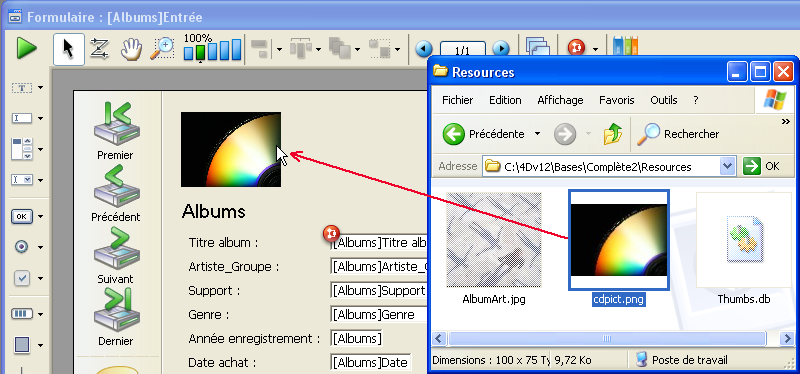 Formulaire : [Albums]Entrée
100%
1/1
Premier
Précédent
Suivant
Dernier
OK
Albums
Titre album :
[Albums]Titre alb
Artiste_Groupe :
[Albums]Artiste_G
Support :
[Albums]Support
Genre :
[Albums]Genre
Année enregistrement :
[Albums]
Date achat :
[Albums]Date
Resources
Fichier Edition Affichage Favoris Outils ?
Précédente
Rechercher
Adresse C:\4Dv12\Bases\Complète2\Resources OK
AlbumArt.jpg
cdpict.png
Thumbs.db
Dimensions : 100 x 75 Ty 9,72 Ko Poste de travail